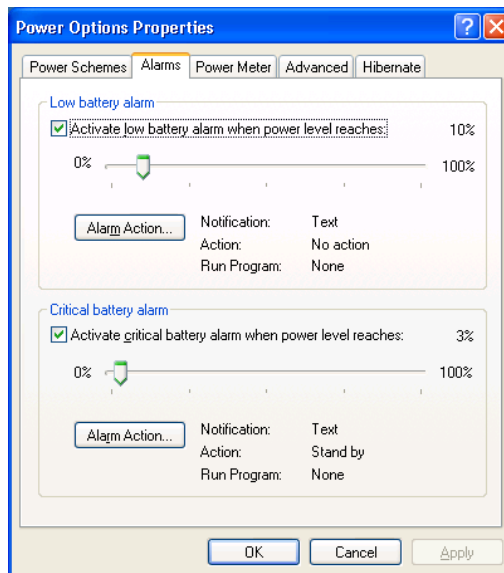 Power Options Properties
Power Schemes Alarms Power Meter Advanced Hibernate
Low battery alarm
Activate low battery alarm when power level reaches: 10%
0% 100%
Alarm Action... Notification: Text
Action: No action
Run Program: None
Critical battery alarm
Activate critical battery alarm when power level reaches: 3%
0% 100%
Alarm Action... Notification: Text
Action: Stand by
Run Program: None
OK Cancel Apply